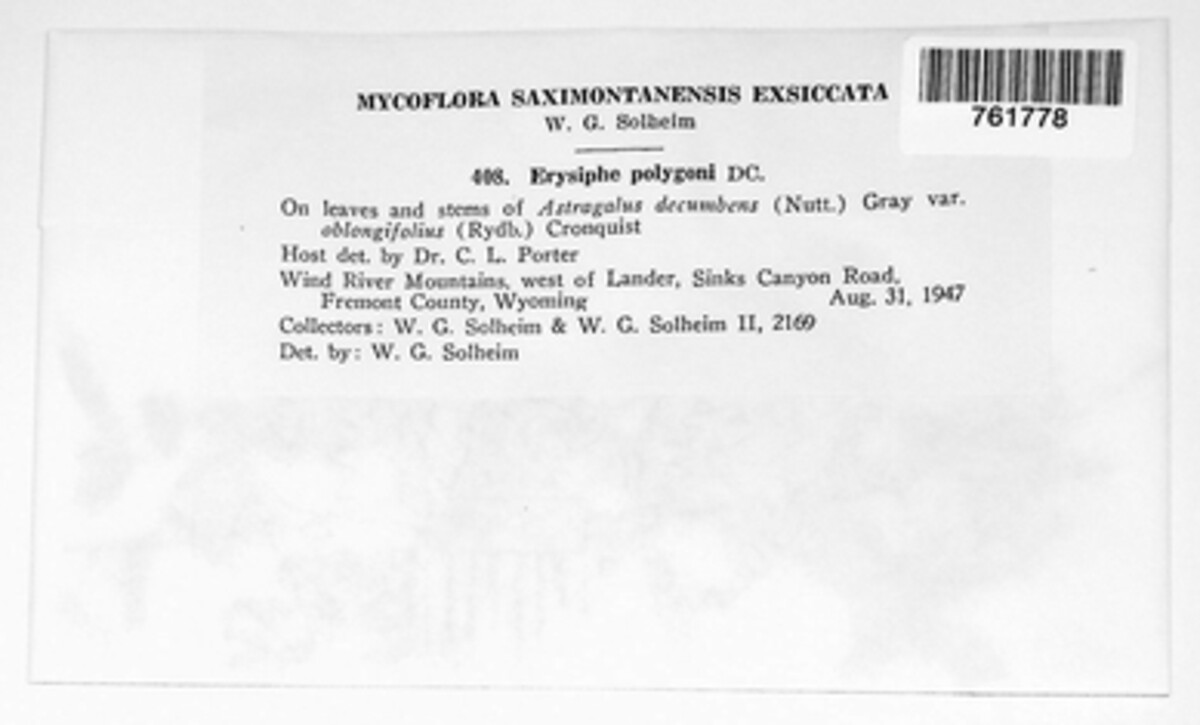 MYCOFLORA SAXIMONTANENSIS EXSICCATA
W. G. Solheim
761778
408. Erysiphe polygoni DC.
On leaves and stems of Astragalus decumbens (Nutt.) Gray var.
oblongifolius (Rydb.) Cronquist
Host det. by Dr. C. L. Porter
Wind River Mountains, west of Lander, Sinks Canyon Road,
Fremont County, Wyoming Aug. 31, 1947
Collectors: W. G. Solheim & W. G. Solheim II, 2169
Det. by: W. G. Solheim